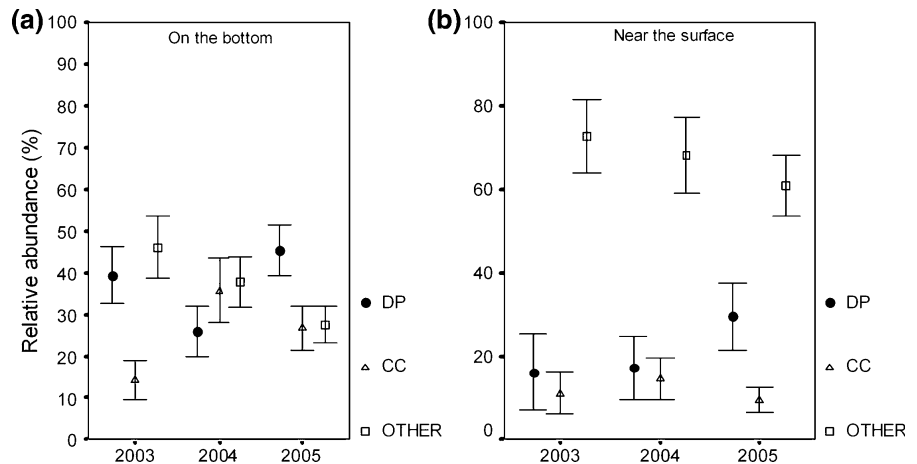 (a)
On the bottom
Relative abundance (%)
100
90
80
70
60
50
40
30
20
10
0
2003 2004 2005
DP
CC
OTHER
(b)
Near the surface
100
80
60
40
20
0
2003 2004 2005
DP
CC
OTHER